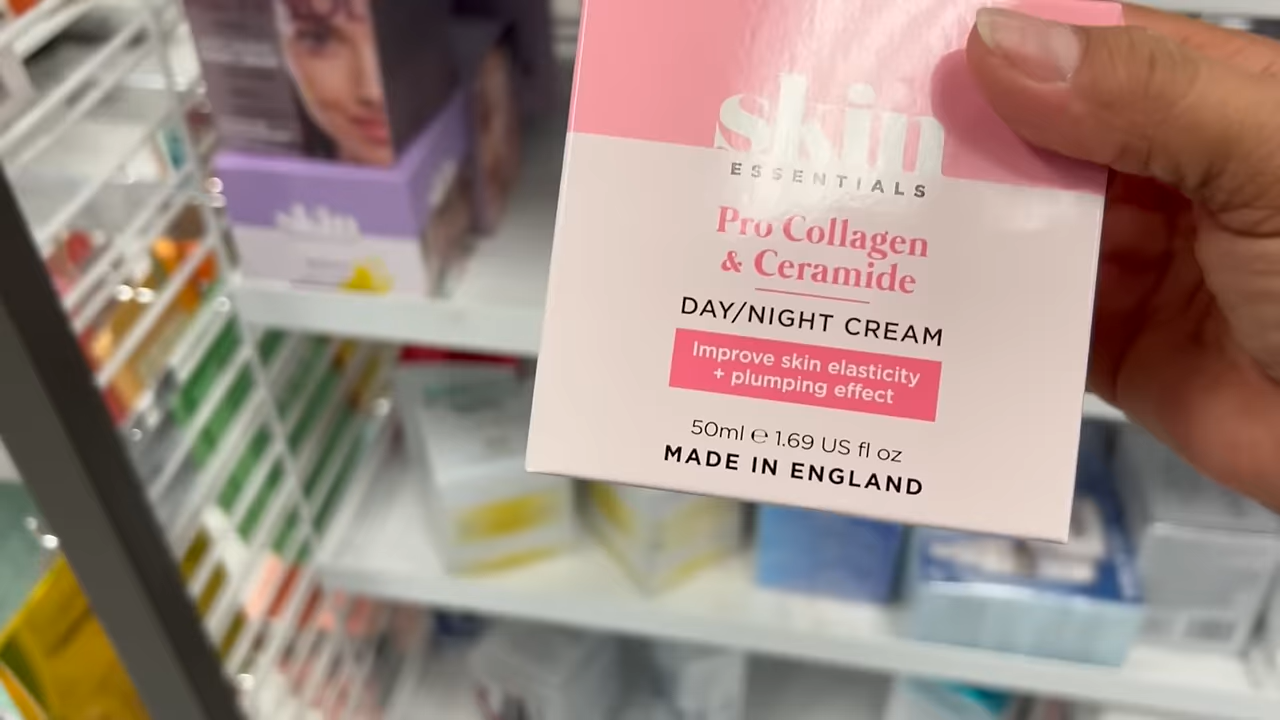 skin
ESSENTIALS
Pro Collagen
& Ceramide
DAY/NIGHT CREAM
Improve skin elasticity
+ plumping effect
50ml ℮ 1.69 US fl oz
MADE IN ENGLAND
skin